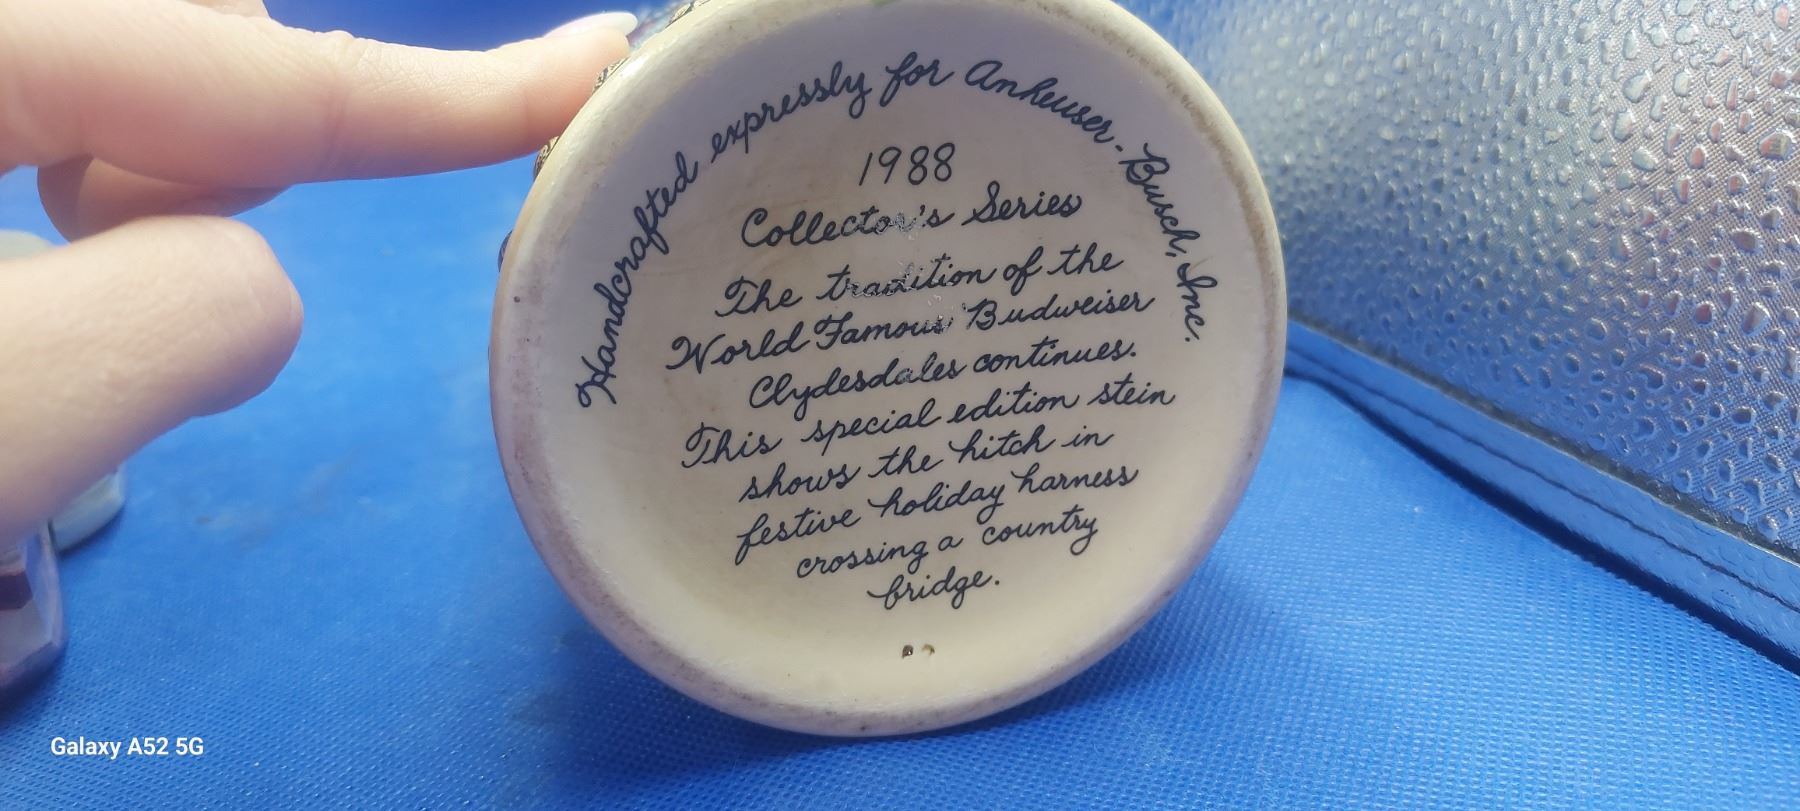 Handcrafted expressly for Anheuser-Busch, Inc.
1988
Collector's Series
The tradition of the
World Famous Budweiser
Clydesdales continues.
This special edition stein
shows the hitch in
festive holiday harness
crossing a country
bridge.
Galaxy A52 5G